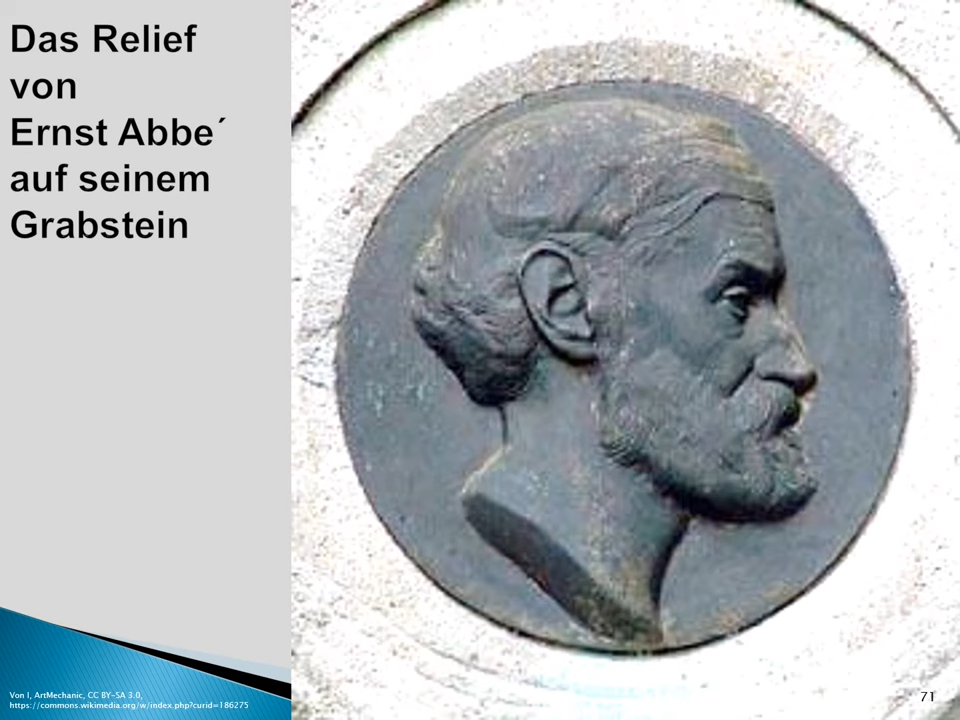 Das Relief
von
Ernst Abbe´
auf seinem
Grabstein
Von I, ArtMechanic, CC BY-SA 3.0,
https://commons.wikimedia.org/w/index.php?curid=186275
71